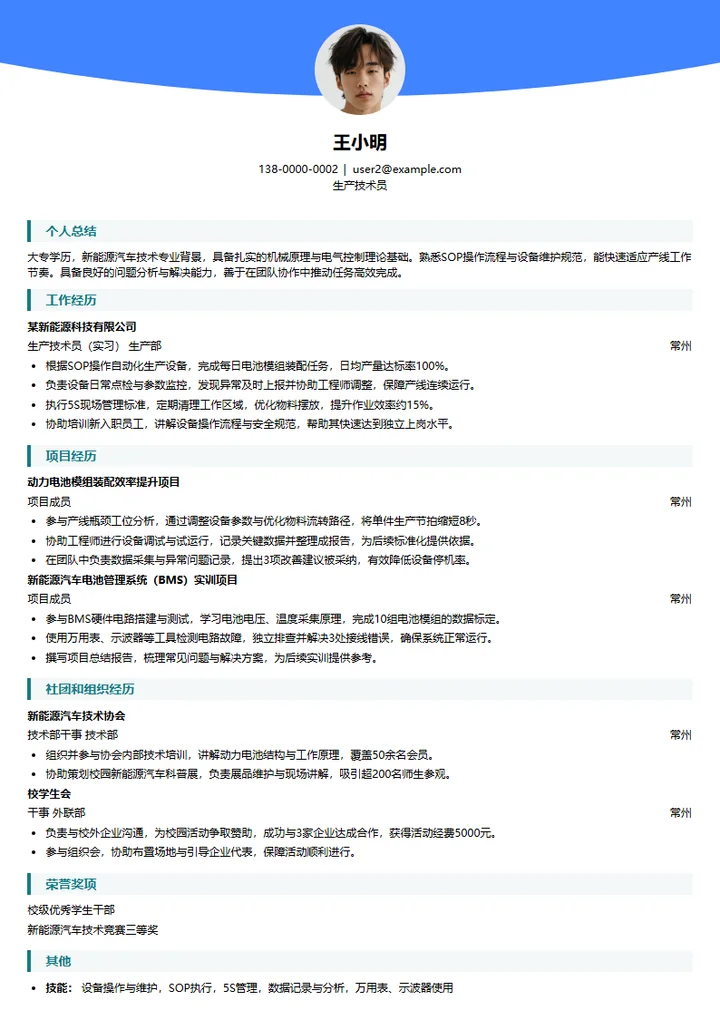 王小明
138-0000-0002 | user2@example.com
生产技术员
个人总结
大专学历，新能源汽车技术专业背景，具备扎实的机械原理与电气控制理论基础。熟悉SOP操作流程与设备维护规范，能快速适应产线工作
节奏。具备良好的问题分析与解决能力，善于在团队协作中推动任务高效完成。
工作经历
某新能源科技有限公司
生产技术员（实习） 生产部 常州
• 根据SOP操作自动化生产设备，完成每日电池模组装配任务，日均产量达标率100%。
• 负责设备日常点检与参数监控，发现异常及时上报并协助工程师调整，保障产线连续运行。
• 执行5S现场管理标准，定期清理工作区域，优化物料摆放，提升作业效率约15%。
• 协助培训新入职员工，讲解设备操作流程与安全规范，帮助其快速达到独立上岗水平。
项目经历
动力电池模组装配效率提升项目
项目成员 常州
• 参与产线瓶颈工位分析，通过调整设备参数与优化物料流转路径，将单件生产节拍缩短8秒。
• 协助工程师进行设备调试与试运行，记录关键数据并整理成报告，为后续标准化提供依据。
• 在团队中负责数据采集与异常问题记录，提出3项改善建议被采纳，有效降低设备停机率。
新能源汽车电池管理系统（BMS）实训项目
项目成员 常州
• 参与BMS硬件电路搭建与测试，学习电池电压、温度采集原理，完成10组电池模组的数据标定。
• 使用万用表、示波器等工具检测电路故障，独立排查并解决3处接线错误，确保系统正常运行。
• 撰写项目总结报告，梳理常见问题与解决方案，为后续实训提供参考。
社团和组织经历
新能源汽车技术协会
技术部干事 技术部 常州
• 组织并参与协会内部技术培训，讲解动力电池结构与工作原理，覆盖50余名会员。
• 协助策划校园新能源汽车科普展，负责展品维护与现场讲解，吸引超200名师生参观。
校学生会
干事 外联部 常州
• 负责与校外企业沟通，为校园活动争取赞助，成功与3家企业达成合作，获得活动经费5000元。
• 参与组织会，协助布置场地与引导企业代表，保障活动顺利进行。
荣誉奖项
校级优秀学生干部
新能源汽车技术竞赛三等奖
其他
• 技能： 设备操作与维护，SOP执行，5S管理，数据记录与分析，万用表、示波器使用